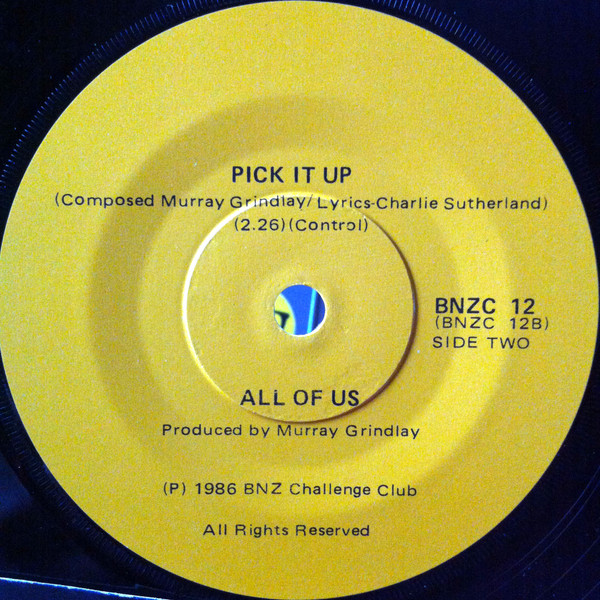 PICK IT UP
(Composed Murray Grindlay/Lyrics-Charlie Sutherland)
(2.26)(Control)
BNZC 12
(BNZC 12B)
SIDE TWO
ALL OF US
Produced by Murray Grindlay
(P) 1986 BNZ Challenge Club
All Rights Reserved